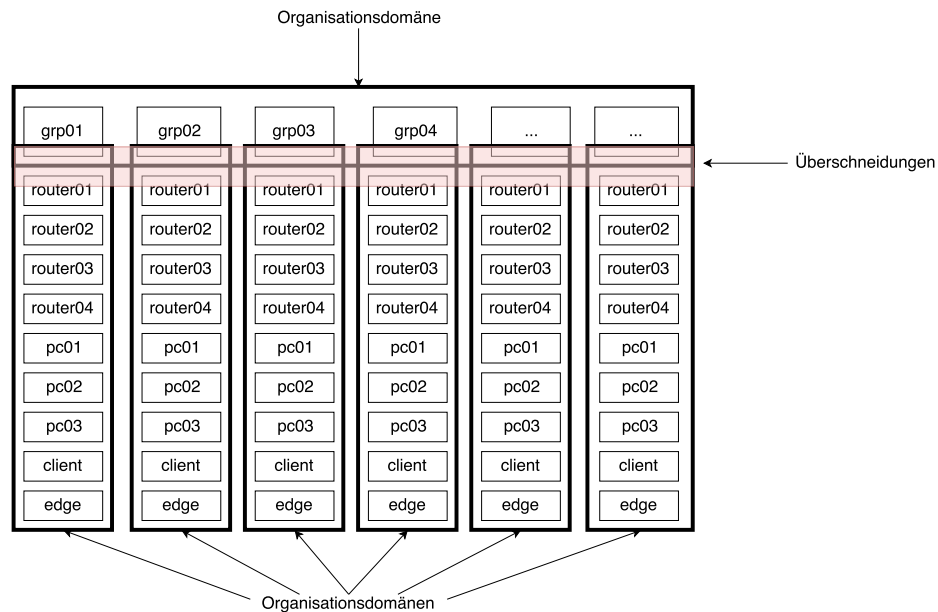 Organisationsdomäne
grp01 grp02 grp03 grp04 ... ...
Überschneidungen
router01 router01 router01 router01 router01 router01
router02 router02 router02 router02 router02 router02
router03 router03 router03 router03 router03 router03
router04 router04 router04 router04 router04 router04
pc01 pc01 pc01 pc01 pc01 pc01
pc02 pc02 pc02 pc02 pc02 pc02
pc03 pc03 pc03 pc03 pc03 pc03
client client client client client client
edge edge edge edge edge edge
Organisationsdomänen